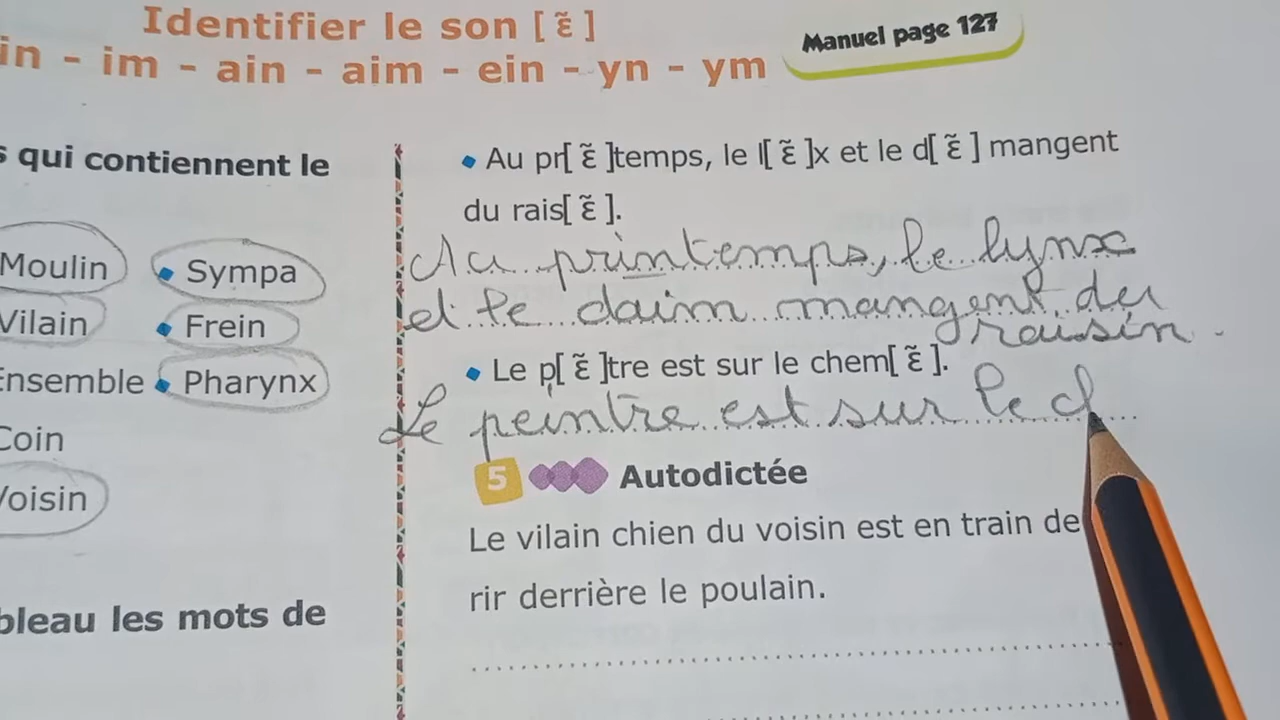 Identifier le son [ ɛ̃ ]
in - im - ain - aim - ein - yn - ym
Manuel page 127
qui contiennent le
Moulin
Sympa
Vilain
Frein
Ensemble
Pharynx
Coin
Voisin
bleau les mots de
• Au pr[ ɛ̃ ]temps, le l[ ɛ̃ ]x et le d[ ɛ̃ ] mangent
du rais[ ɛ̃ ].
Au printemps, le lynx
et le daim mangent du
raisin.
• Le p[ ɛ̃ ]tre est sur le chem[ ɛ̃ ].
Le peintre est sur le c
5 Autodictée
Le vilain chien du voisin est en train de
rir derrière le poulain.